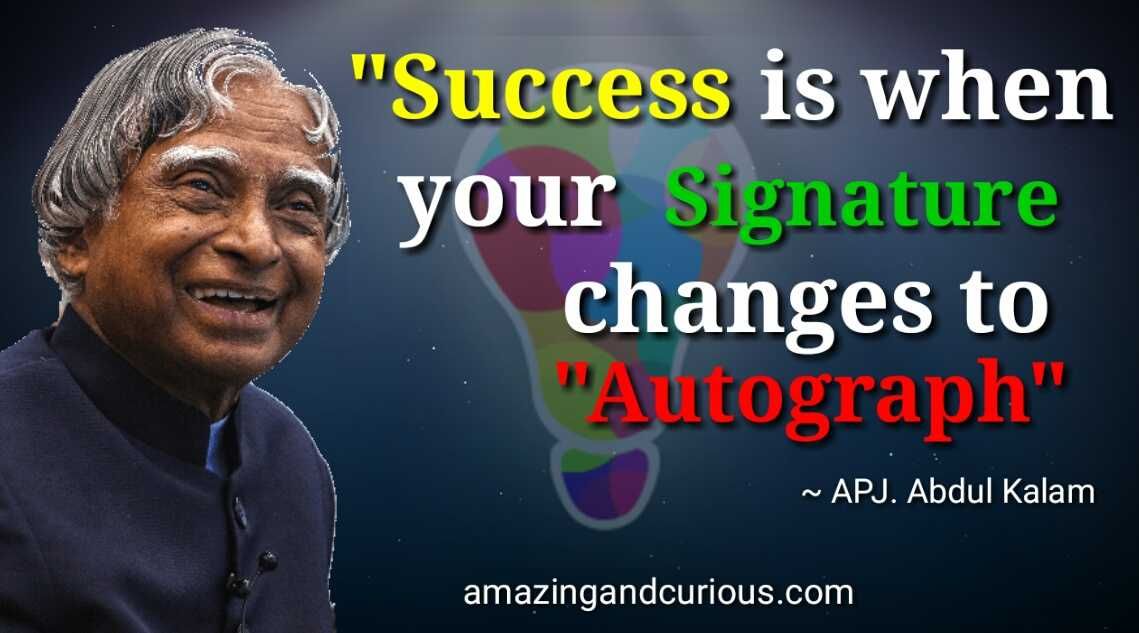 "Success is when
your Signature
changes to
"Autograph"
~ APJ. Abdul Kalam
amazingandcurious.com